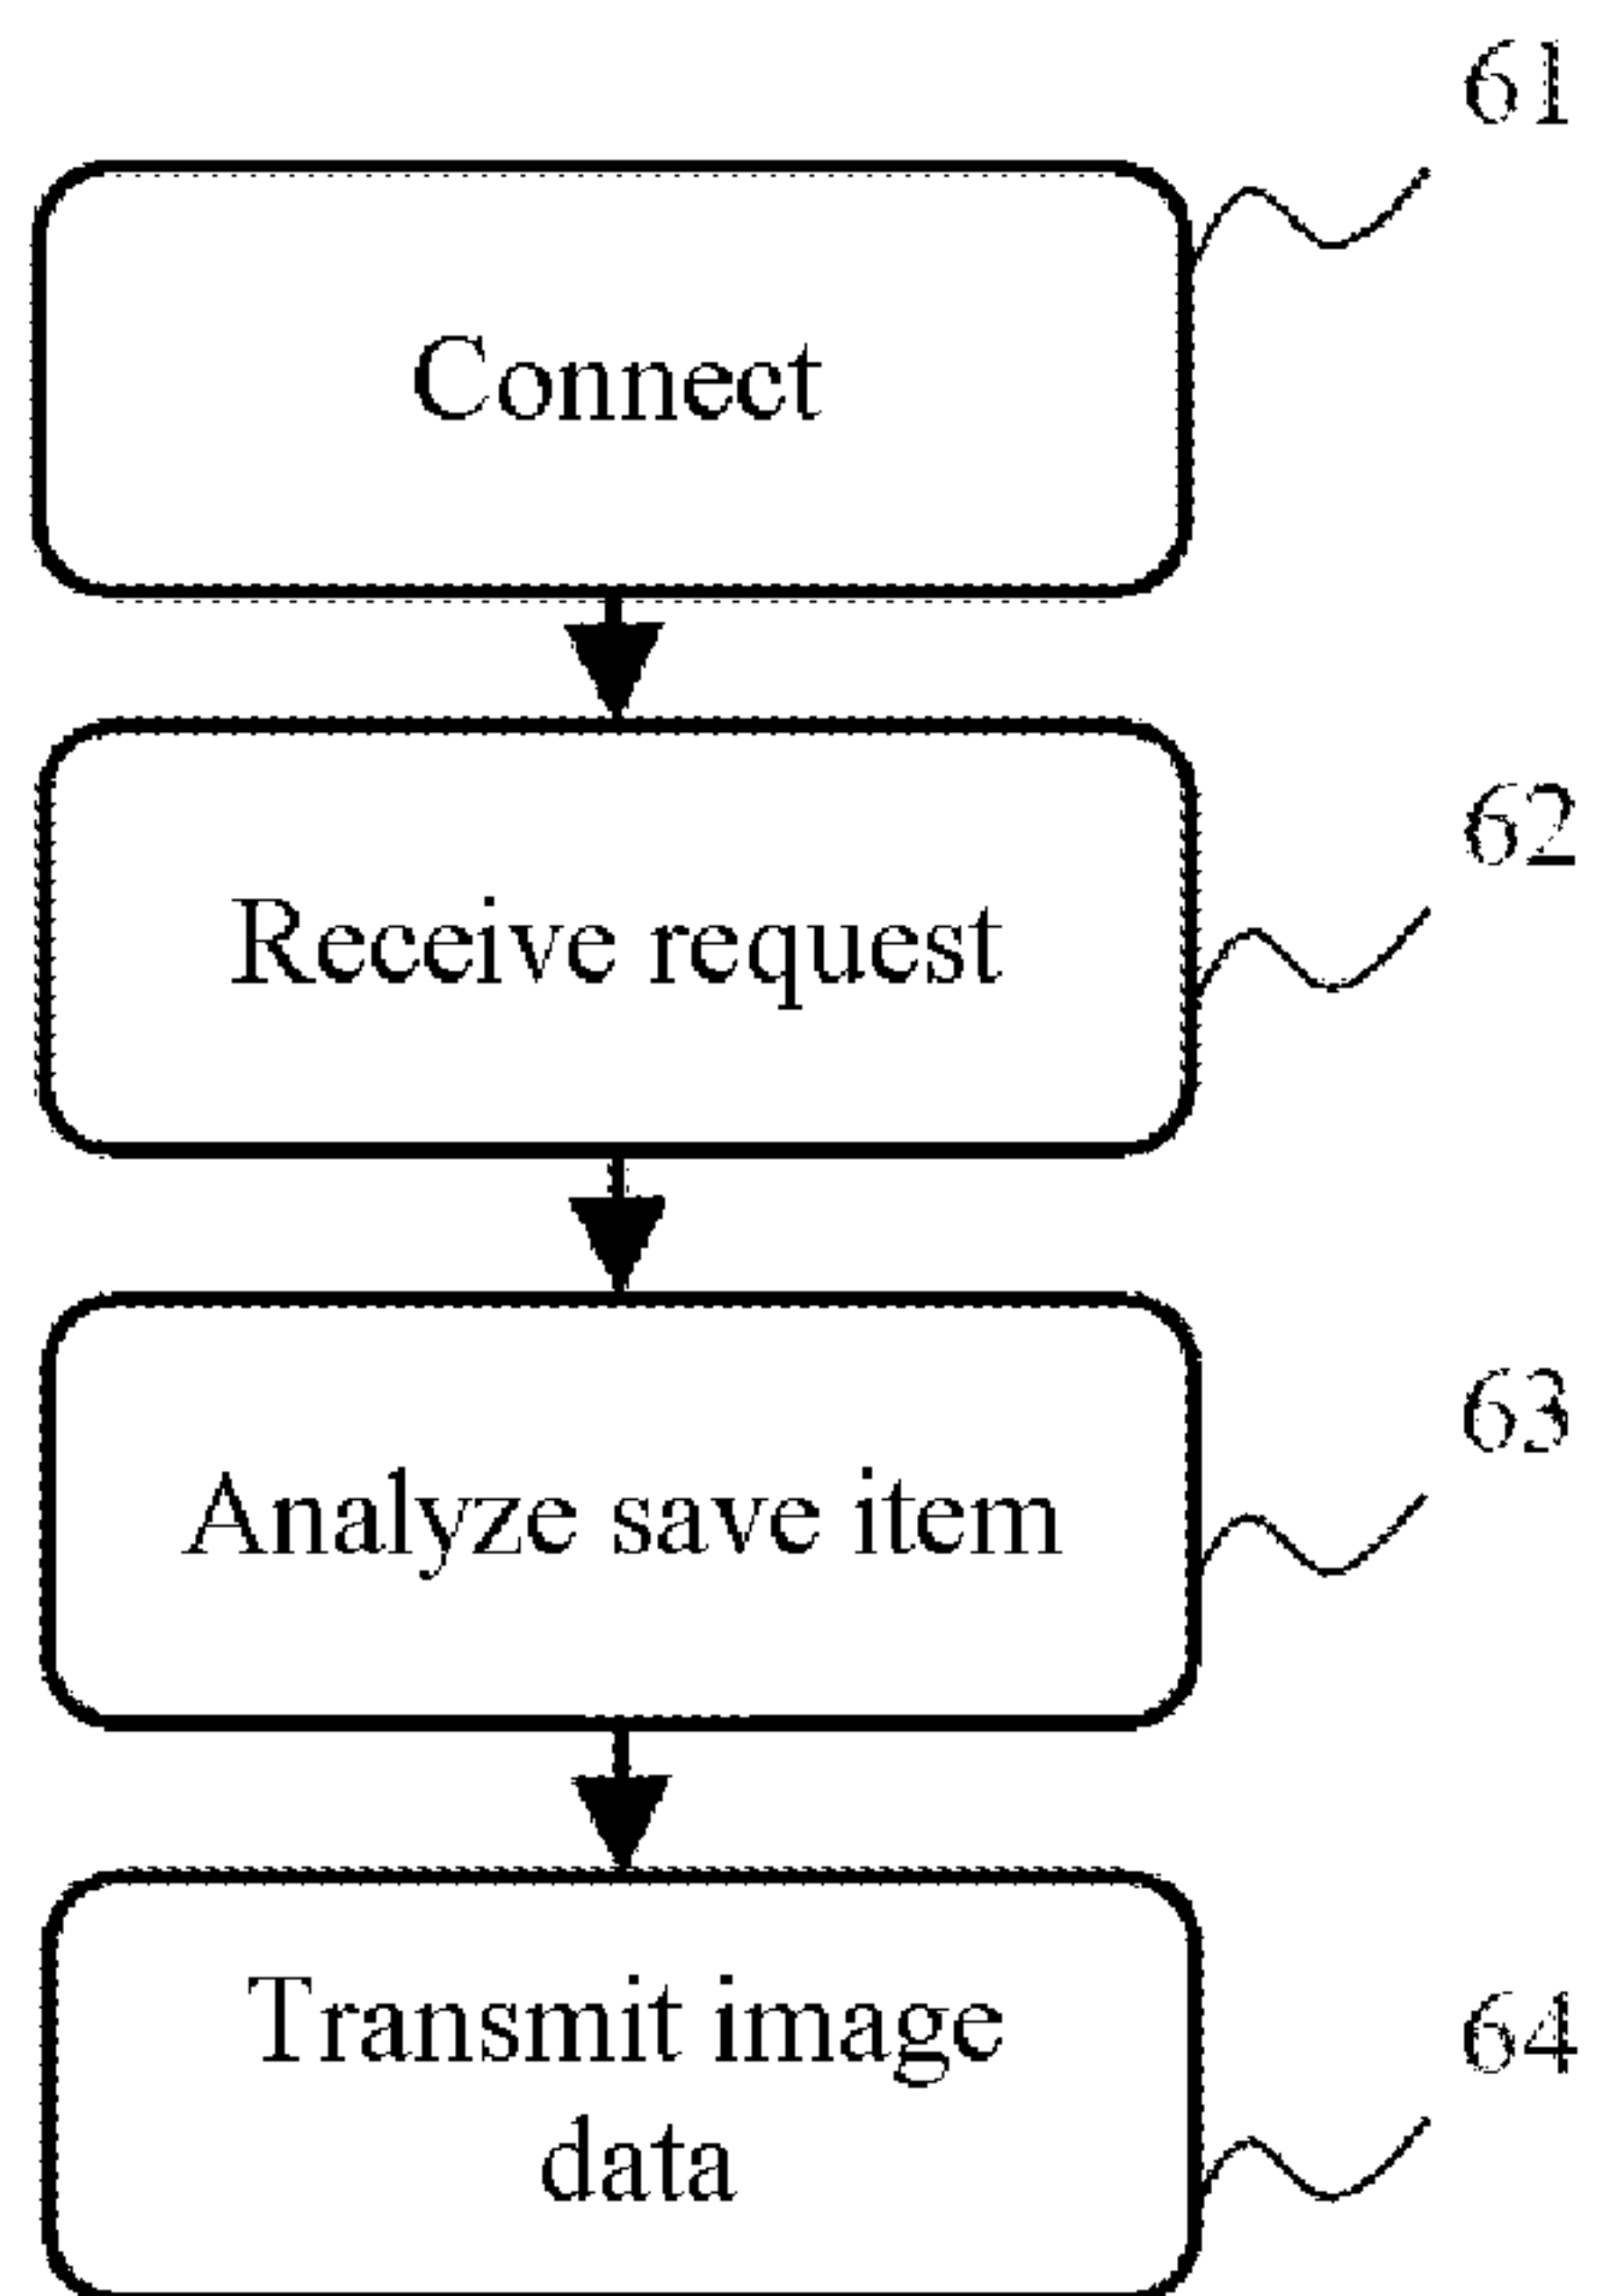 61
Connect
62
Receive request
63
Analyze save item
64
Transmit image
data